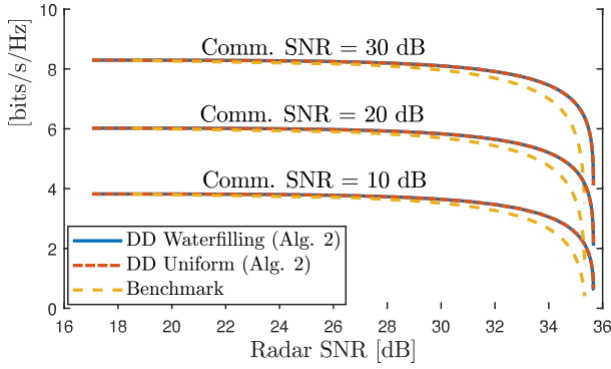 10
8
6
4
2
0
[bits/s/Hz]
Comm. SNR = 30 dB
Comm. SNR = 20 dB
Comm. SNR = 10 dB
DD Waterfilling (Alg. 2)
DD Uniform (Alg. 2)
Benchmark
16 18 20 22 24 26 28 30 32 34 36
Radar SNR [dB]